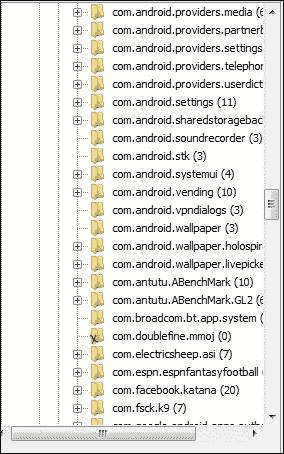 com.android.providers.media (6
com.android.providers.partnerb
com.android.providers.settings
com.android.providers.telephor
com.android.providers.userdict
com.android.settings (11)
com.android.sharedstorageback
com.android.soundrecorder (3)
com.android.stk (3)
com.android.systemui (4)
com.android.vending (10)
com.android.vpndialogs (3)
com.android.wallpaper (3)
com.android.wallpaper.holospira
com.android.wallpaper.livepicke
com.antutu.ABenchMark (10)
com.antutu.ABenchMark.GL2 (6
com.broadcom.bt.app.system (
com.doublefine.mmoj (0)
com.electricsheep.asi (7)
com.espn.espnfantasyfootball (
com.facebook.katana (20)
com.fsck.k9 (7)